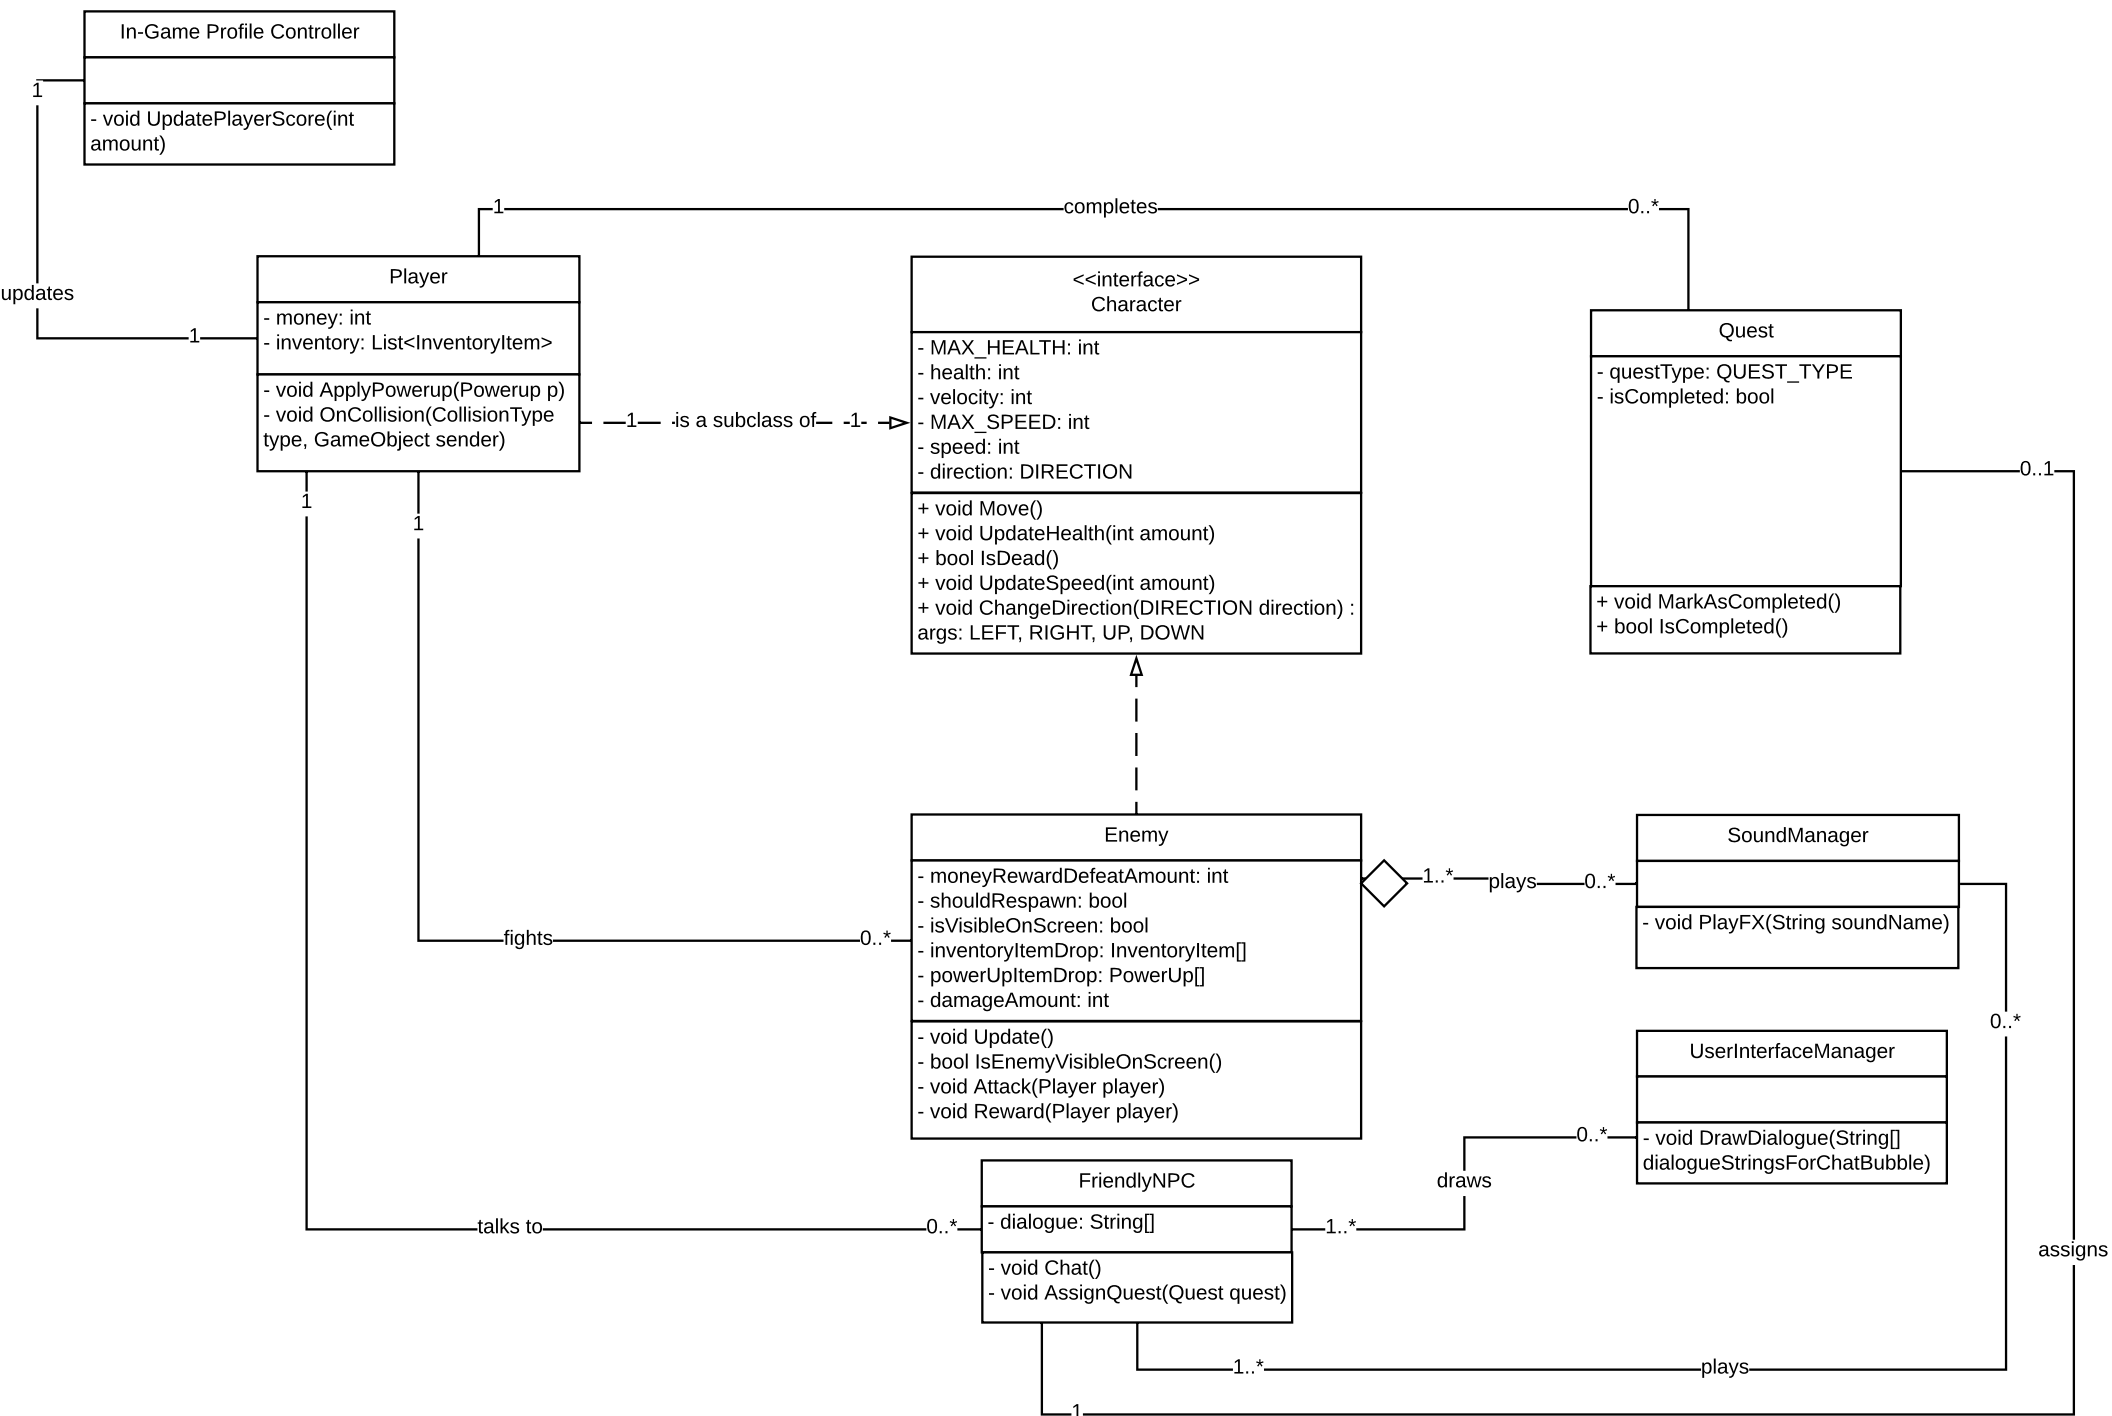 In-Game Profile Controller
1
- void UpdatePlayerScore(int
amount)
updates
1
1
completes
0..*
Player
- money: int
- inventory: List<InventoryItem>
- void ApplyPowerup(Powerup p)
- void OnCollision(CollisionType
type, GameObject sender)
1
is a subclass of
1
<<interface>>
Character
- MAX_HEALTH: int
- health: int
- velocity: int
- MAX_SPEED: int
- speed: int
- direction: DIRECTION
+ void Move()
+ void UpdateHealth(int amount)
+ bool IsDead()
+ void UpdateSpeed(int amount)
+ void ChangeDirection(DIRECTION direction) :
args: LEFT, RIGHT, UP, DOWN
Quest
- questType: QUEST_TYPE
- isCompleted: bool
+ void MarkAsCompleted()
+ bool IsCompleted()
0..1
1
1
fights
0..*
Enemy
- moneyRewardDefeatAmount: int
- shouldRespawn: bool
- isVisibleOnScreen: bool
- inventoryItemDrop: InventoryItem[]
- powerUpItemDrop: PowerUp[]
- damageAmount: int
- void Update()
- bool IsEnemyVisibleOnScreen()
- void Attack(Player player)
- void Reward(Player player)
1..*
plays
0..*
SoundManager
- void PlayFX(String soundName)
0..*
UserInterfaceManager
- void DrawDialogue(String[]
dialogueStringsForChatBubble)
0..*
draws
1..*
talks to
0..*
FriendlyNPC
- dialogue: String[]
- void Chat()
- void AssignQuest(Quest quest)
assigns
1..*
plays
1